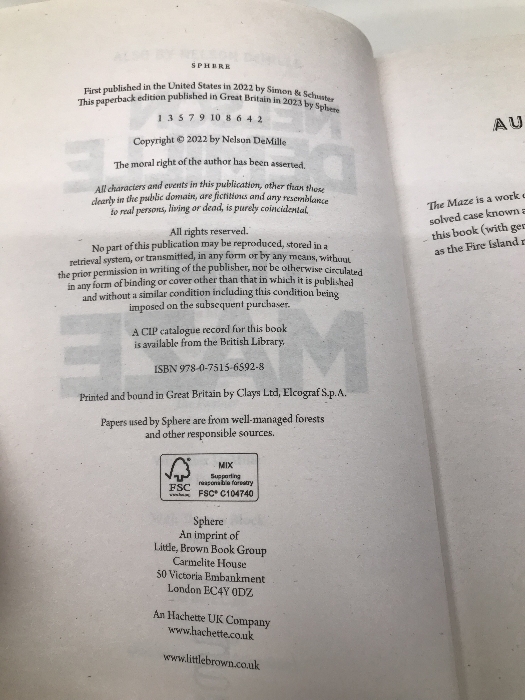 SPHERE
First published in the United States in 2022 by Simon & Schuster
This paperback edition published in Great Britain in 2023 by Sphere
1 3 5 7 9 10 8 6 4 2
Copyright © 2022 by Nelson DeMille
The moral right of the author has been asserted.
All characters and events in this publication, other than those
clearly in the public domain, are fictitious and any resemblance
to real persons, living or dead, is purely coincidental.
All rights reserved.
No part of this publication may be reproduced, stored in a
retrieval system, or transmitted, in any form or by any means, without
the prior permission in writing of the publisher, nor be otherwise circulated
in any form of binding or cover other than that in which it is published
and without a similar condition including this condition being
imposed on the subsequent purchaser.
A CIP catalogue record for this book
is available from the British Library.
ISBN 978-0-7515-6592-8
Printed and bound in Great Britain by Clays Ltd, Elcograf S.p.A.
Papers used by Sphere are from well-managed forests
and other responsible sources.
FSC
MIX
Supporting
responsible forestry
FSC® C104740
Sphere
An imprint of
Little, Brown Book Group
Carmelite House
50 Victoria Embankment
London EC4Y 0DZ
An Hachette UK Company
www.hachette.co.uk
www.littlebrown.co.uk
AU
The Maze is a work
solved case known
this book (with
as the Fire Island